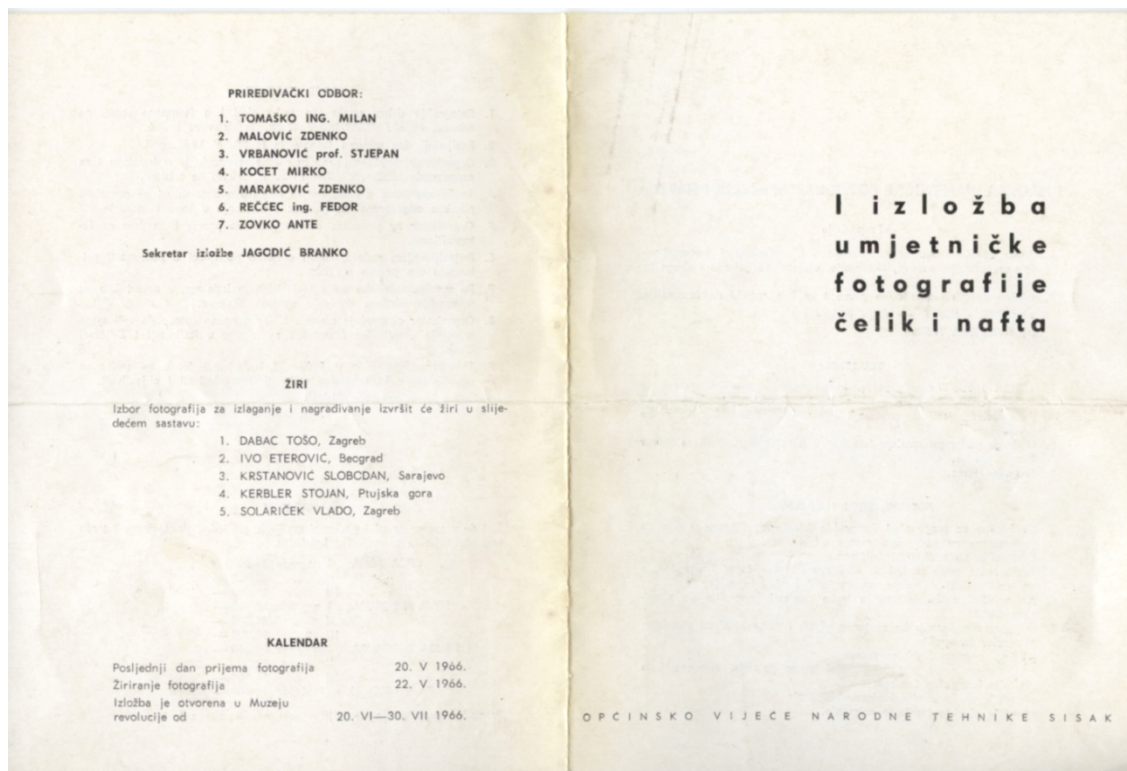 PRIREĐIVAČKI ODBOR:
1. TOMAŠKO ING. MILAN
2. MALOVIĆ ZDENKO
3. VRBANOVIĆ prof. STJEPAN
4. KOCET MIRKO
5. MARAKOVIĆ ZDENKO
6. REČČEC ing. FEDOR
7. ZOVKO ANTE
Sekretar izložbe JAGODIĆ BRANKO
ŽIRI
Izbor fotografija za izlaganje i nagrađivanje izvršit će žiri u slije-
dećem sastavu:
1. DABAC TOŠO, Zagreb
2. IVO ETEROVIĆ, Beograd
3. KRSTANOVIĆ SLOBODAN, Sarajevo
4. KERBLER STOJAN, Ptujska gora
5. SOLARIČEK VLADO, Zagreb
KALENDAR
Posljednji dan prijema fotografija 20. V 1966.
Žiriranje fotografija 22. V 1966.
Izložba je otvorena u Muzeju
revolucije od 20. VI—30. VII 1966.
I izložba
umjetničke
fotografije
čelik i nafta
OPĆINSKO VIJEĆE NARODNE TEHNIKE SISAK